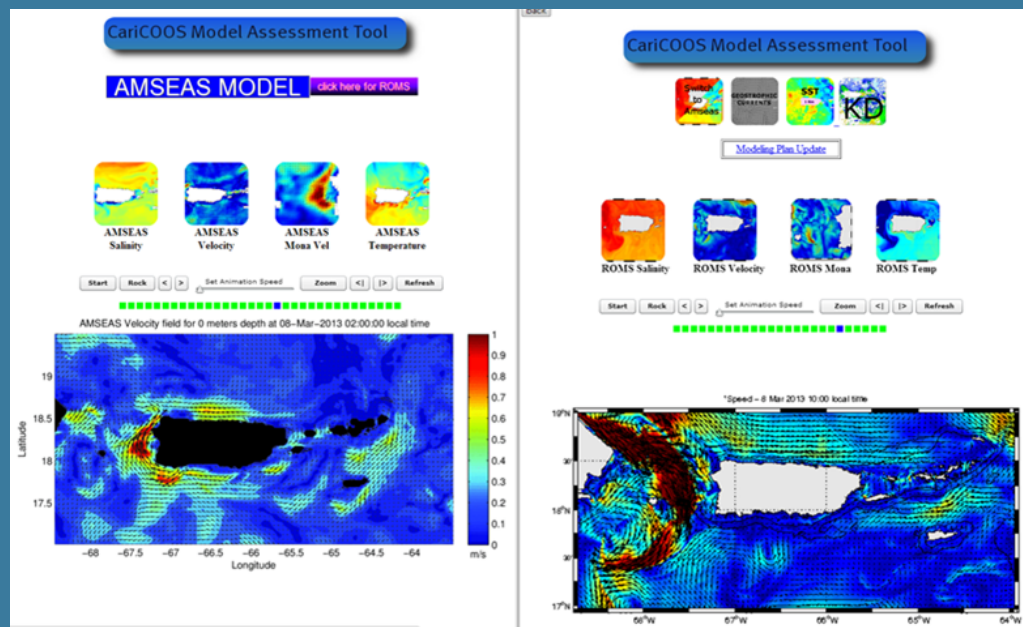 CariCOOS Model Assessment Tool
AMSEAS MODEL click here for ROMS
AMSEAS Salinity
AMSEAS Velocity
AMSEAS Mona Vel
AMSEAS Temperature
Start Rock < > Set Animation Speed Zoom <| |> Refresh
AMSEAS Velocity field for 0 meters depth at 08-Mar-2013 02:00:00 local time
Latitude
19
18.5
18
17.5
-68 -67.5 -67 -66.5 -66 -65.5 -65 -64.5 -64
Longitude
1
0.9
0.8
0.7
0.6
0.5
0.4
0.3
0.2
0.1
0
m/s
Back
CariCOOS Model Assessment Tool
Switch to Amseas
GEOSTROPHIC CURRENTS
SST
KD
Modeling Plan Update
ROMS Salinity ROMS Velocity ROMS Mona ROMS Temp
Start Rock < > Set Animation Speed Zoom <| |> Refresh
"Speed - 8 Mar 2013 10:00 local time
19°N
30'
18°N
30'
17°N
68°W 67°W 66°W 65°W 64°W